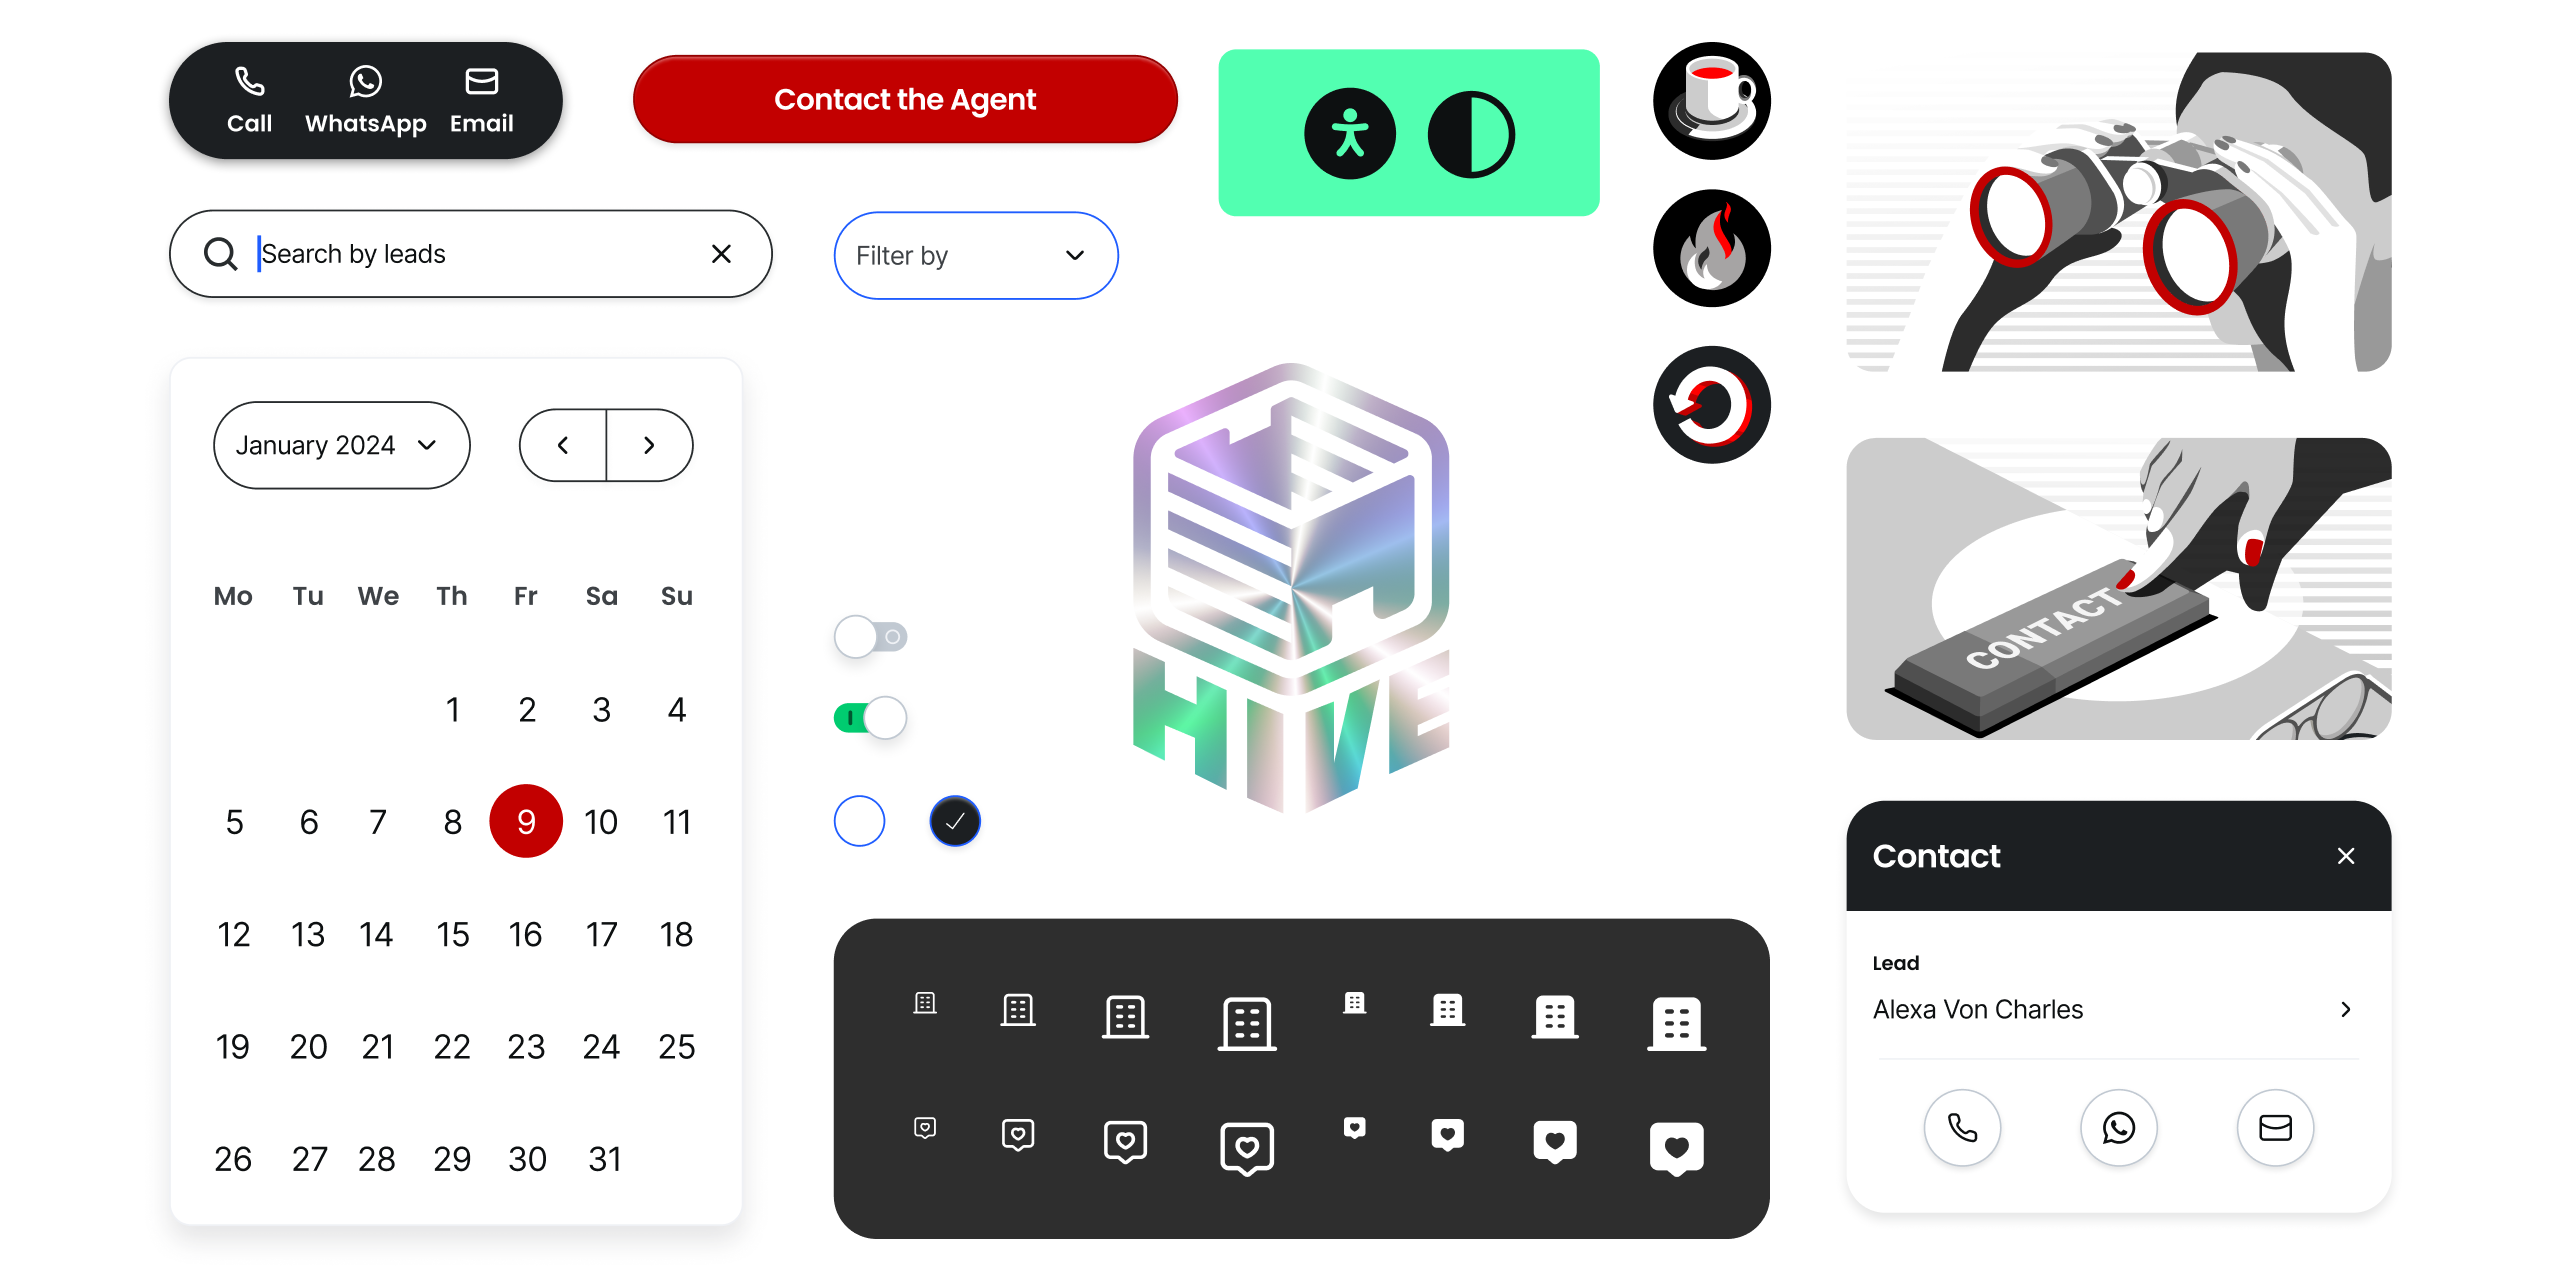 Call WhatsApp Email
Contact the Agent
Search by leads
Filter by
January 2024
Mo Tu We Th Fr Sa Su
1 2 3 4
5 6 7 8 9 10 11
12 13 14 15 16 17 18
19 20 21 22 23 24 25
26 27 28 29 30 31
HIVE
CONTACT
Contact
Lead
Alexa Von Charles